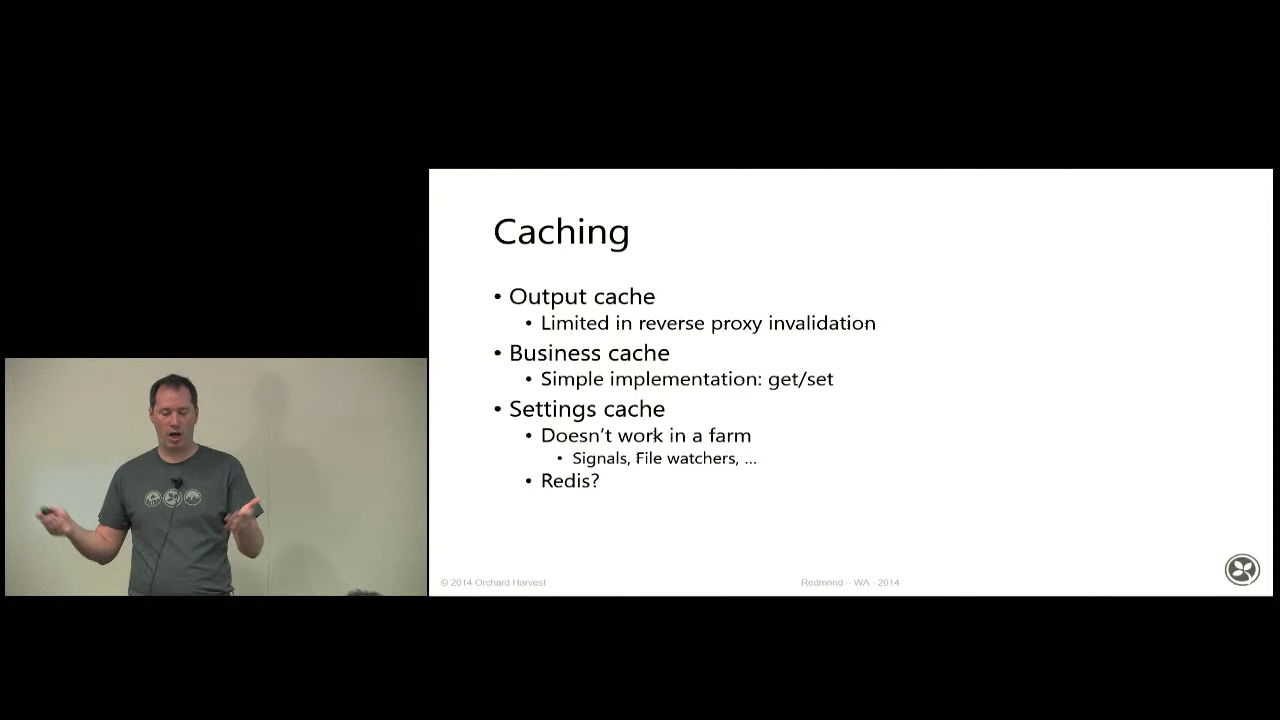 Caching
• Output cache
• Limited in reverse proxy invalidation
• Business cache
• Simple implementation: get/set
• Settings cache
• Doesn't work in a farm
• Signals, File watchers, ...
• Redis?
© 2014 Orchard Harvest
Redmond - WA - 2014